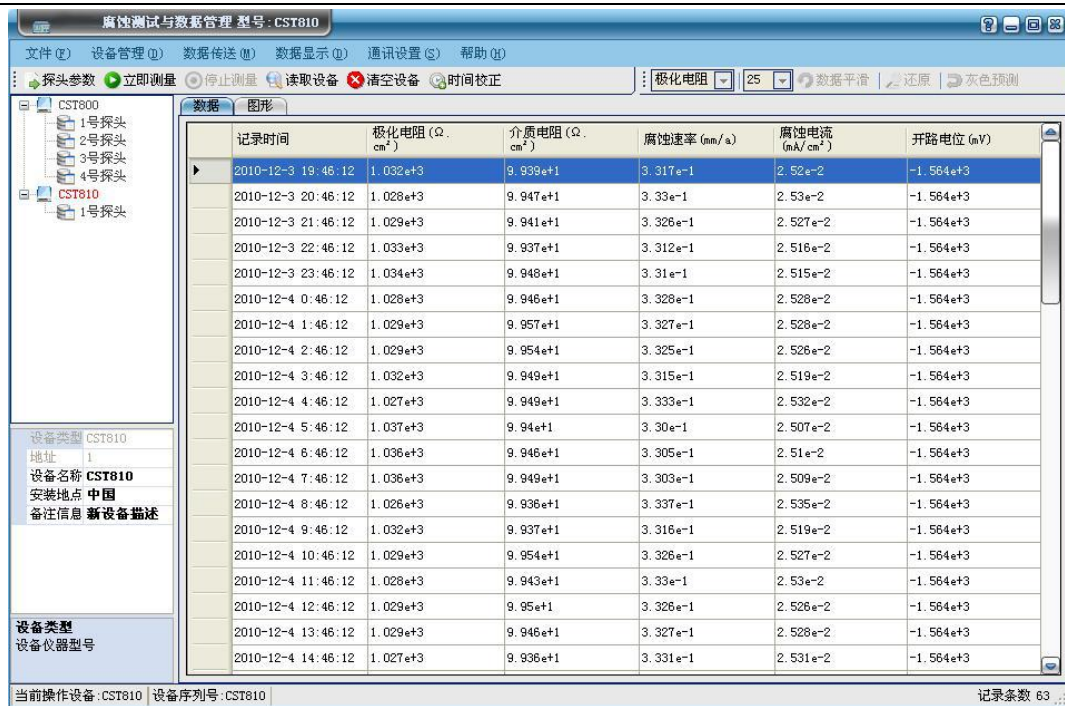 腐蚀测试与数据管理 型号:CST810
文件(F) 设备管理(D) 数据传送(M) 数据显示(D) 通讯设置(S) 帮助(H)
探头参数 立即测量 停止测量 读取设备 清空设备 时间校正 极化电阻 25 数据平滑 还原 灰色预测
CST800
1号探头
2号探头
3号探头
4号探头
CST810
1号探头
设备类型 CST810
地址 1
设备名称 CST810
安装地点 中国
备注信息 新设备描述
设备类型
设备仪器型号
数据 图形
记录时间 极化电阻(Ω.cm²) 介质电阻(Ω.cm²) 腐蚀速率(mm/a) 腐蚀电流(mA/cm²) 开路电位(mV)
2010-12-3 19:46:12 1.032e+3 9.939e+1 3.317e-1 2.52e-2 -1.564e+3
2010-12-3 20:46:12 1.028e+3 9.947e+1 3.33e-1 2.53e-2 -1.564e+3
2010-12-3 21:46:12 1.029e+3 9.941e+1 3.326e-1 2.527e-2 -1.564e+3
2010-12-3 22:46:12 1.033e+3 9.937e+1 3.312e-1 2.516e-2 -1.564e+3
2010-12-3 23:46:12 1.034e+3 9.948e+1 3.31e-1 2.515e-2 -1.564e+3
2010-12-4 0:46:12 1.028e+3 9.946e+1 3.328e-1 2.528e-2 -1.564e+3
2010-12-4 1:46:12 1.029e+3 9.957e+1 3.327e-1 2.528e-2 -1.564e+3
2010-12-4 2:46:12 1.029e+3 9.954e+1 3.325e-1 2.526e-2 -1.564e+3
2010-12-4 3:46:12 1.032e+3 9.949e+1 3.315e-1 2.519e-2 -1.564e+3
2010-12-4 4:46:12 1.027e+3 9.949e+1 3.333e-1 2.532e-2 -1.564e+3
2010-12-4 5:46:12 1.037e+3 9.94e+1 3.30e-1 2.507e-2 -1.564e+3
2010-12-4 6:46:12 1.036e+3 9.946e+1 3.305e-1 2.51e-2 -1.564e+3
2010-12-4 7:46:12 1.036e+3 9.949e+1 3.303e-1 2.509e-2 -1.564e+3
2010-12-4 8:46:12 1.026e+3 9.936e+1 3.337e-1 2.535e-2 -1.564e+3
2010-12-4 9:46:12 1.032e+3 9.937e+1 3.316e-1 2.519e-2 -1.564e+3
2010-12-4 10:46:12 1.029e+3 9.954e+1 3.326e-1 2.527e-2 -1.564e+3
2010-12-4 11:46:12 1.028e+3 9.943e+1 3.33e-1 2.53e-2 -1.564e+3
2010-12-4 12:46:12 1.029e+3 9.95e+1 3.326e-1 2.526e-2 -1.564e+3
2010-12-4 13:46:12 1.029e+3 9.946e+1 3.327e-1 2.528e-2 -1.564e+3
2010-12-4 14:46:12 1.027e+3 9.936e+1 3.331e-1 2.531e-2 -1.564e+3
当前操作设备:CST810 设备序列号:CST810 记录条数 63